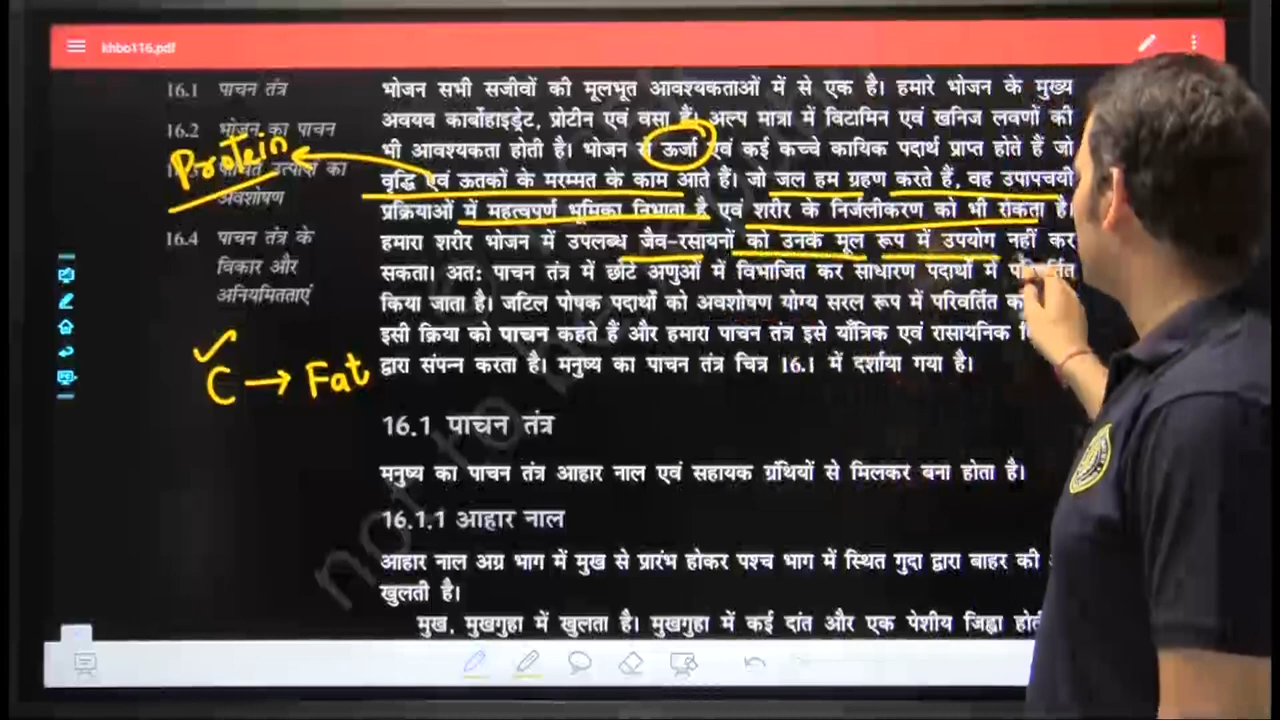 khbo116.pdf
16.1 पाचन तंत्र
16.2 भोजन का पाचन
Protein
उत्पादों का
अवशोषण
16.4 पाचन तंत्र के
विकार और
अनियमितताएं
C → Fat
भोजन सभी सजीवों की मूलभूत आवश्यकताओं में से एक है। हमारे भोजन के मुख्य
अवयव कार्बोहाइड्रेट, प्रोटीन एवं वसा हैं। अल्प मात्रा में विटामिन एवं खनिज लवणों की
भी आवश्यकता होती है। भोजन से ऊर्जा एवं कई कच्चे कायिक पदार्थ प्राप्त होते हैं जो
वृद्धि एवं ऊतकों के मरम्मत के काम आते हैं। जो जल हम ग्रहण करते हैं, वह उपापचयी
प्रक्रियाओं में महत्वपूर्ण भूमिका निभाता है एवं शरीर के निर्जलीकरण को भी रोकता है।
हमारा शरीर भोजन में उपलब्ध जैव-रसायनों को उनके मूल रूप में उपयोग नहीं कर
सकता। अतः पाचन तंत्र में छोटे अणुओं में विभाजित कर साधारण पदार्थों में परिवर्तित
किया जाता है। जटिल पोषक पदार्थों को अवशोषण योग्य सरल रूप में परिवर्तित
इसी क्रिया को पाचन कहते हैं और हमारा पाचन तंत्र इसे याँत्रिक एवं रासायनिक
द्वारा संपन्न करता है। मनुष्य का पाचन तंत्र चित्र 16.1 में दर्शाया गया है।
16.1 पाचन तंत्र
मनुष्य का पाचन तंत्र आहार नाल एवं सहायक ग्रंथियों से मिलकर बना होता है।
16.1.1 आहार नाल
आहार नाल अग्र भाग में मुख से प्रारंभ होकर पश्च भाग में स्थित गुदा द्वारा बाहर की
खुलती है।
मुख, मुखगुहा में खुलता है। मुखगुहा में कई दांत और एक पेशीय जिह्वा